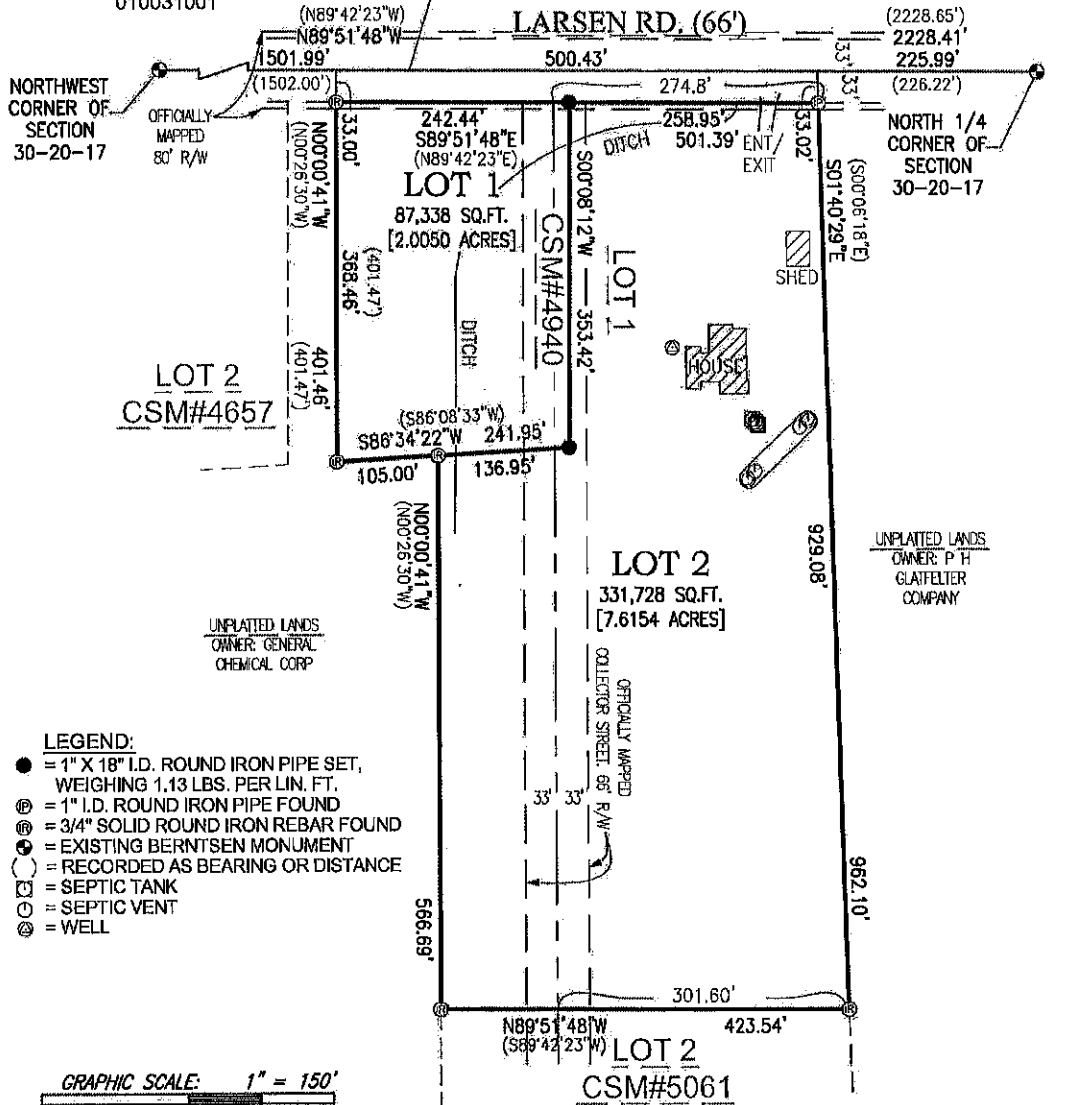 010031001
(N89°42'23"W)
N89°51'48"W
LARSEN RD. (66')
(2228.65')
2228.41'
1501.99'
500.43'
33'
225.99'
(1502.00')
274.8'
33'
(226.22')
NORTHWEST
CORNER OF
SECTION
30-20-17
OFFICIALLY
MAPPED
80' R/W
NORTH 1/4
CORNER OF
SECTION
30-20-17
33.00'
242.44'
S89°51'48"E
(N89°42'23"E)
258.95'
501.39'
DITCH
ENT/
EXIT
33.02'
N00°00'41"W
(N00°26'30"W)
LOT 1
87,338 SQ.FT.
[2.0050 ACRES]
S00°08'12"W
353.42'
(S00°06'18"E)
S01°40'29"E
CSM#4940
LOT 1
SHED
368.46'
(401.47')
DITCH
HOUSE
401.46'
(401.47')
LOT 2
CSM#4657
(S86°08'33"W)
S86°34'22"W
241.95'
105.00'
136.95'
N00°00'41"W
(N00°26'30"W)
929.08'
UNPLATTED LANDS
OWNER: P H
GLATFELTER
COMPANY
LOT 2
331,728 SQ.FT.
[7.6154 ACRES]
UNPLATTED LANDS
OWNER: GENERAL
CHEMICAL CORP
OFFICIALLY MAPPED
COLLECTOR STREET. 66' R/W
33'
33'
LEGEND:
= 1" X 18" I.D. ROUND IRON PIPE SET,
WEIGHING 1.13 LBS. PER LIN. FT.
IP = 1" I.D. ROUND IRON PIPE FOUND
IR = 3/4" SOLID ROUND IRON REBAR FOUND
= EXISTING BERNTSEN MONUMENT
( ) = RECORDED AS BEARING OR DISTANCE
= SEPTIC TANK
= SEPTIC VENT
= WELL
962.10'
566.69'
301.60'
N89°51'48"W
(S89°42'23"W)
423.54'
LOT 2
CSM#5061
GRAPHIC SCALE: 1" = 150'